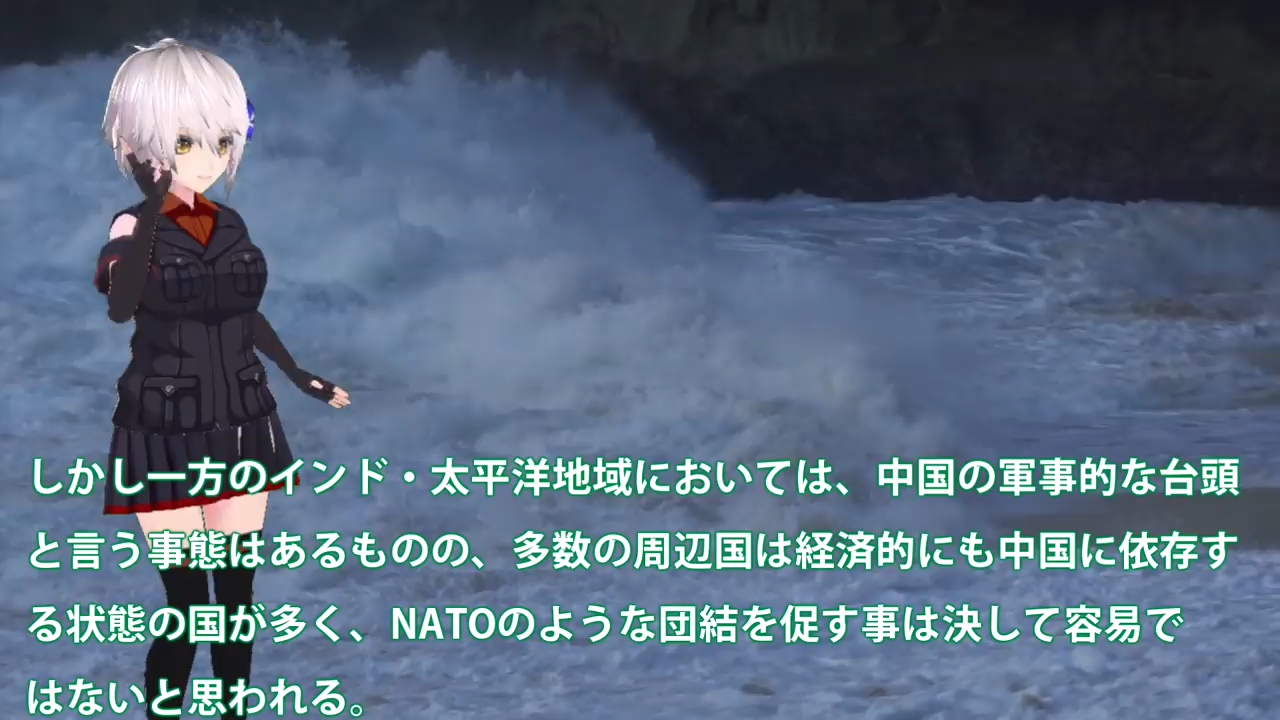 しかし一方のインド・太平洋地域においては、中国の軍事的な台頭
と言う事態はあるものの、多数の周辺国は経済的にも中国に依存す
る状態の国が多く、NATOのような団結を促す事は決して容易で
はないと思われる。